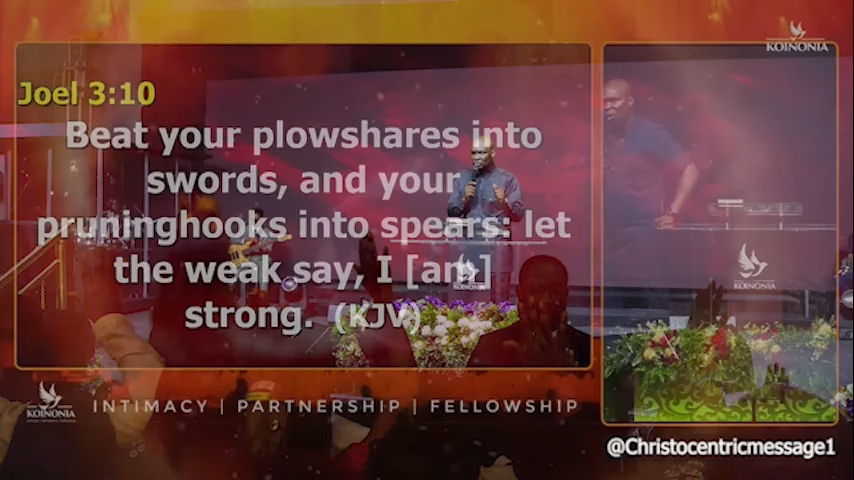 KOINONIA
Joel 3:10
Beat your plowshares into
swords, and your
pruninghooks into spears: let
the weak say, I [am]
strong. (KJV)
KOINONIA
KOINONIA
KOINONIA
INTIMACY | PARTNERSHIP | FELLOWSHIP
@Christocentricmessage1